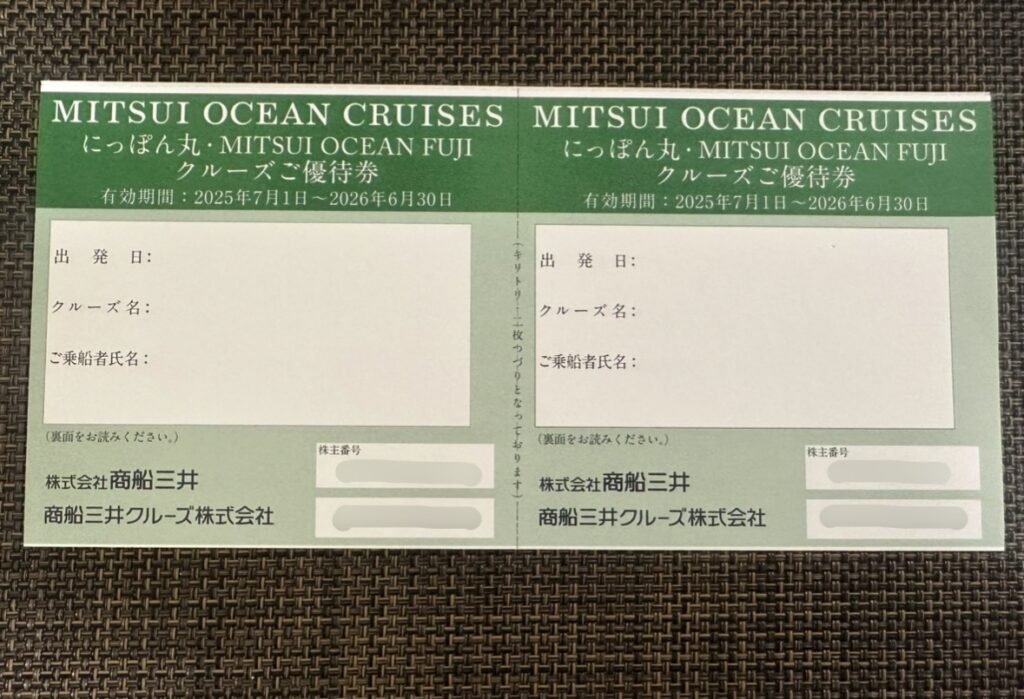 MITSUI OCEAN CRUISES
にっぽん丸・MITSUI OCEAN FUJI
クルーズご優待券
有効期間：2025年7月1日〜2026年6月30日
出　発　日：
クルーズ名：
ご乗船者氏名：
（裏面をお読みください。）
株主番号
株式会社商船三井
商船三井クルーズ株式会社
（キリトリ・二枚つづりとなっております）
MITSUI OCEAN CRUISES
にっぽん丸・MITSUI OCEAN FUJI
クルーズご優待券
有効期間：2025年7月1日〜2026年6月30日
出　発　日：
クルーズ名：
ご乗船者氏名：
（裏面をお読みください。）
株主番号
株式会社商船三井
商船三井クルーズ株式会社